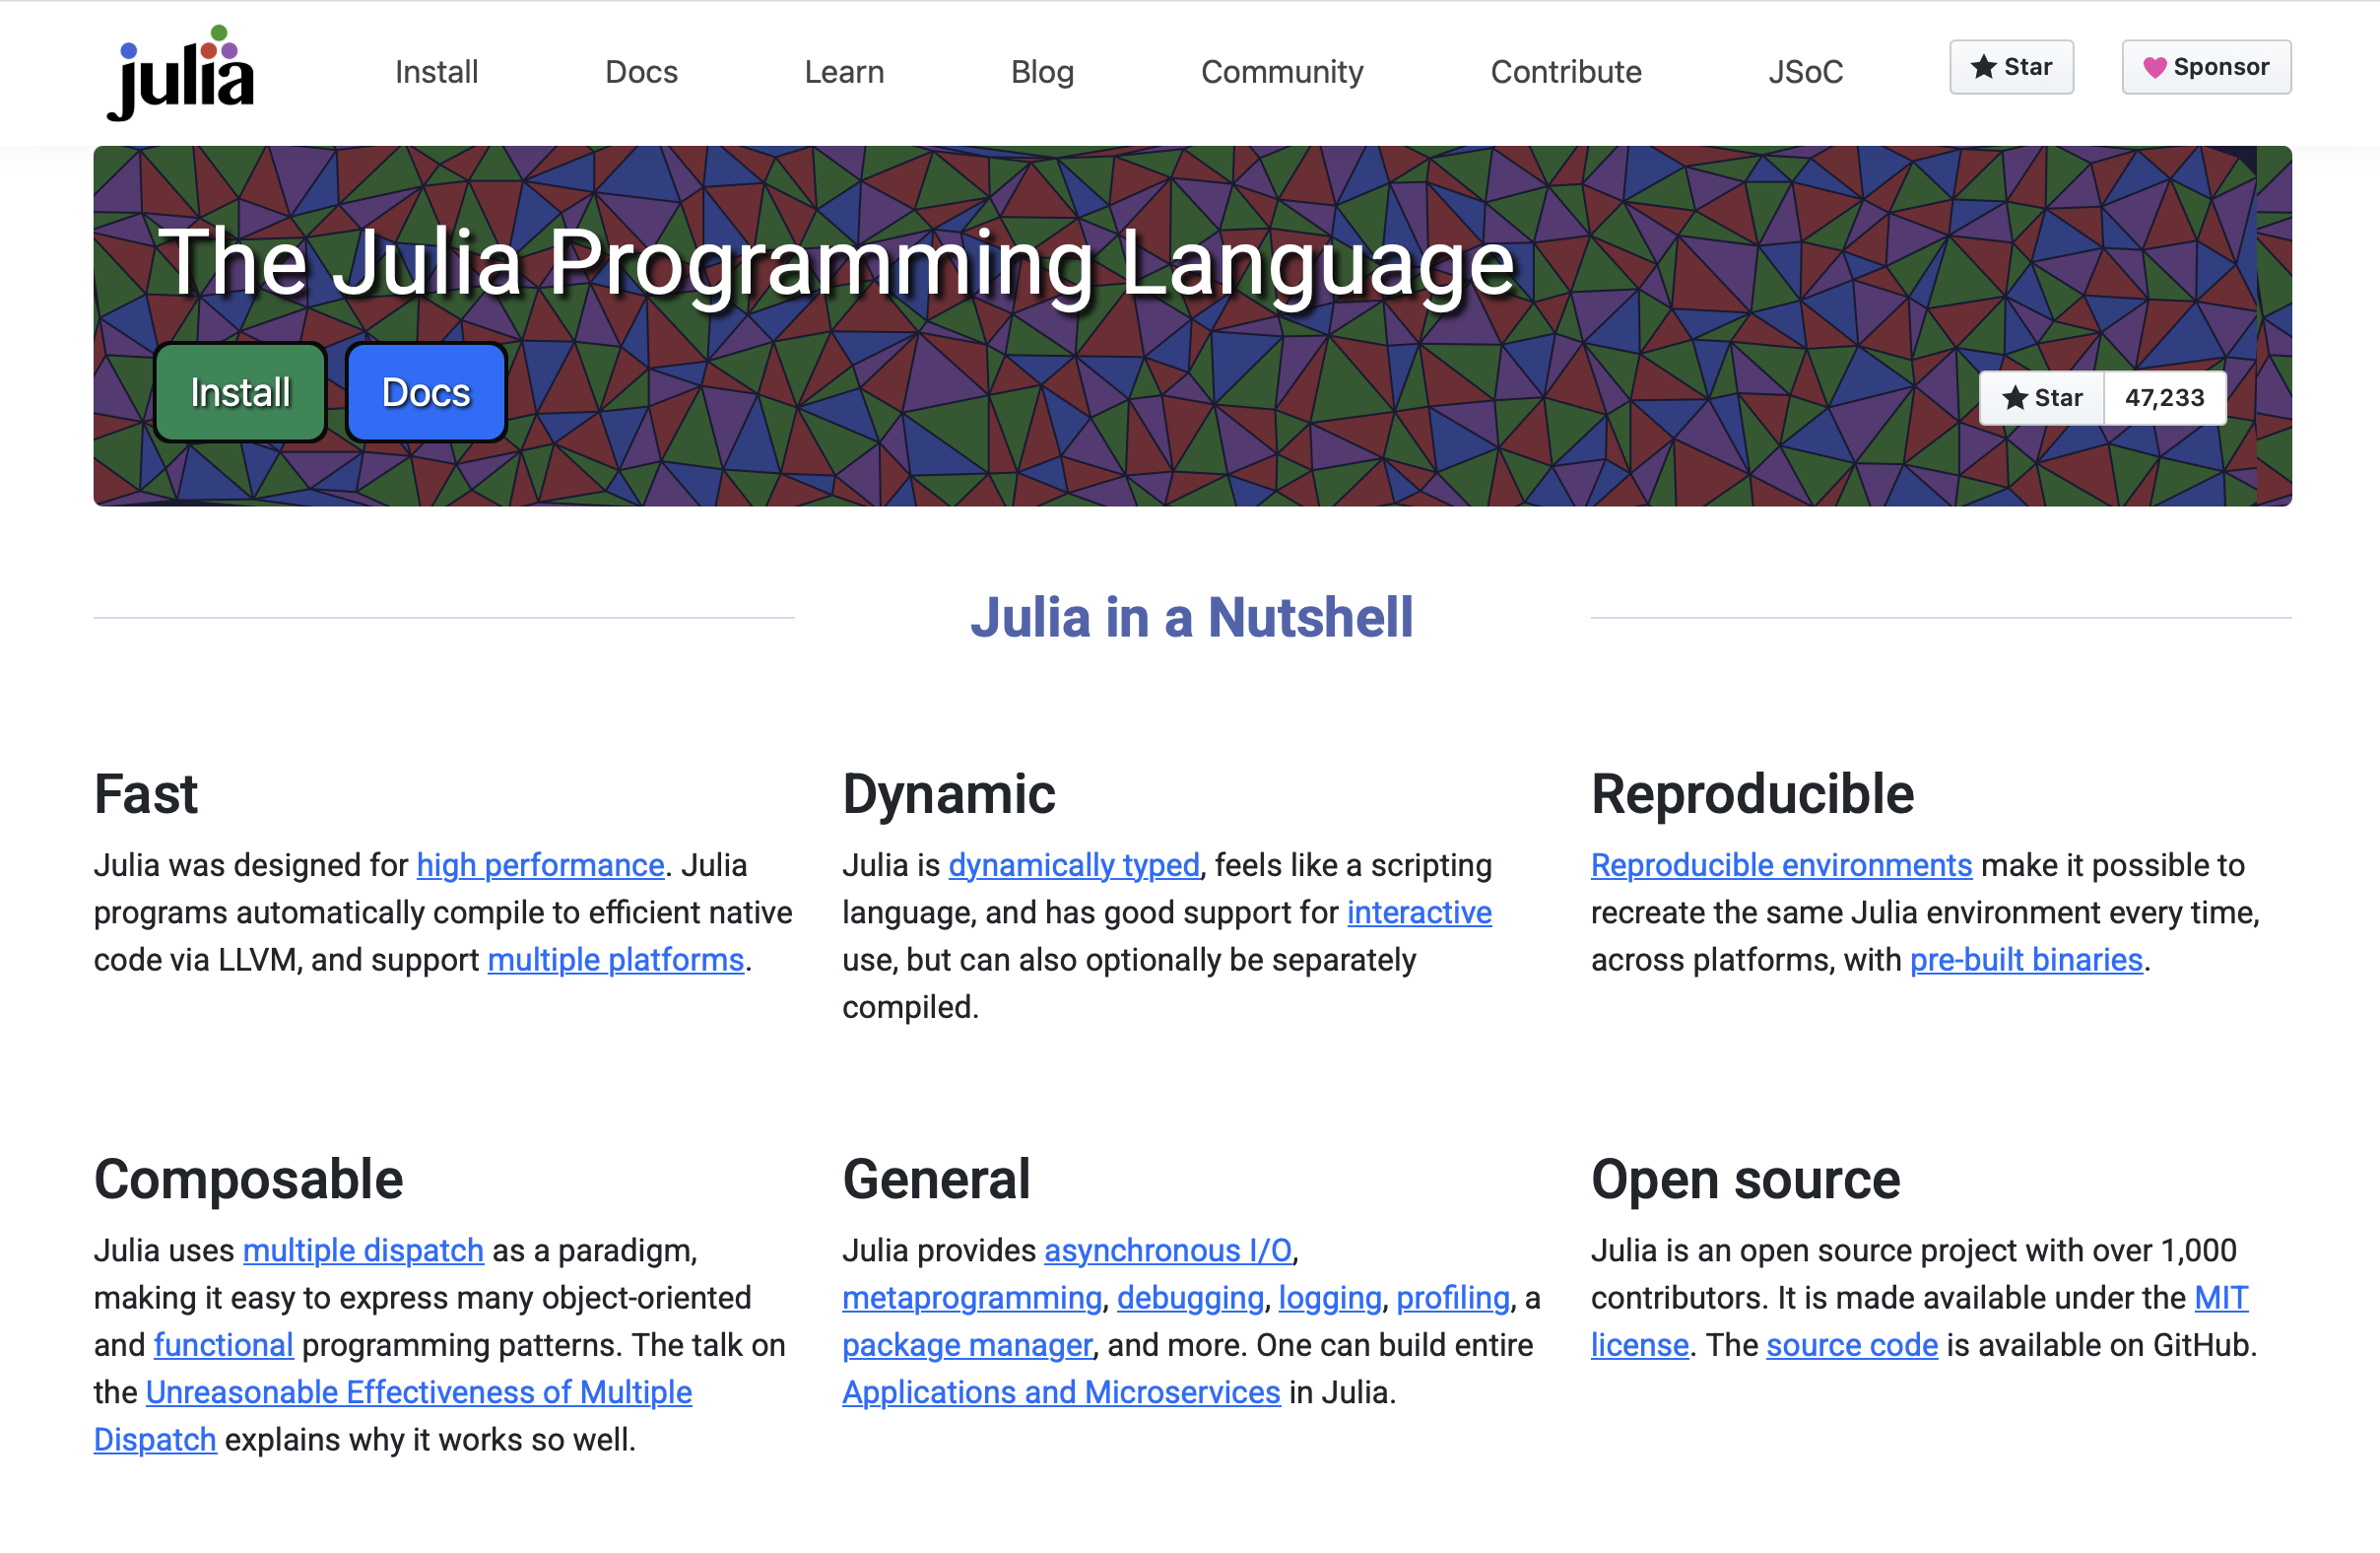 julia
Install
Docs
Learn
Blog
Community
Contribute
JSoC
Star
Sponsor
The Julia Programming Language
Install
Docs
Star
47,233
Julia in a Nutshell
Fast
Julia was designed for high performance. Julia
programs automatically compile to efficient native
code via LLVM, and support multiple platforms.
Dynamic
Julia is dynamically typed, feels like a scripting
language, and has good support for interactive
use, but can also optionally be separately
compiled.
Reproducible
Reproducible environments make it possible to
recreate the same Julia environment every time,
across platforms, with pre-built binaries.
Composable
Julia uses multiple dispatch as a paradigm,
making it easy to express many object-oriented
and functional programming patterns. The talk on
the Unreasonable Effectiveness of Multiple
Dispatch explains why it works so well.
General
Julia provides asynchronous I/O,
metaprogramming, debugging, logging, profiling, a
package manager, and more. One can build entire
Applications and Microservices in Julia.
Open source
Julia is an open source project with over 1,000
contributors. It is made available under the MIT
license. The source code is available on GitHub.